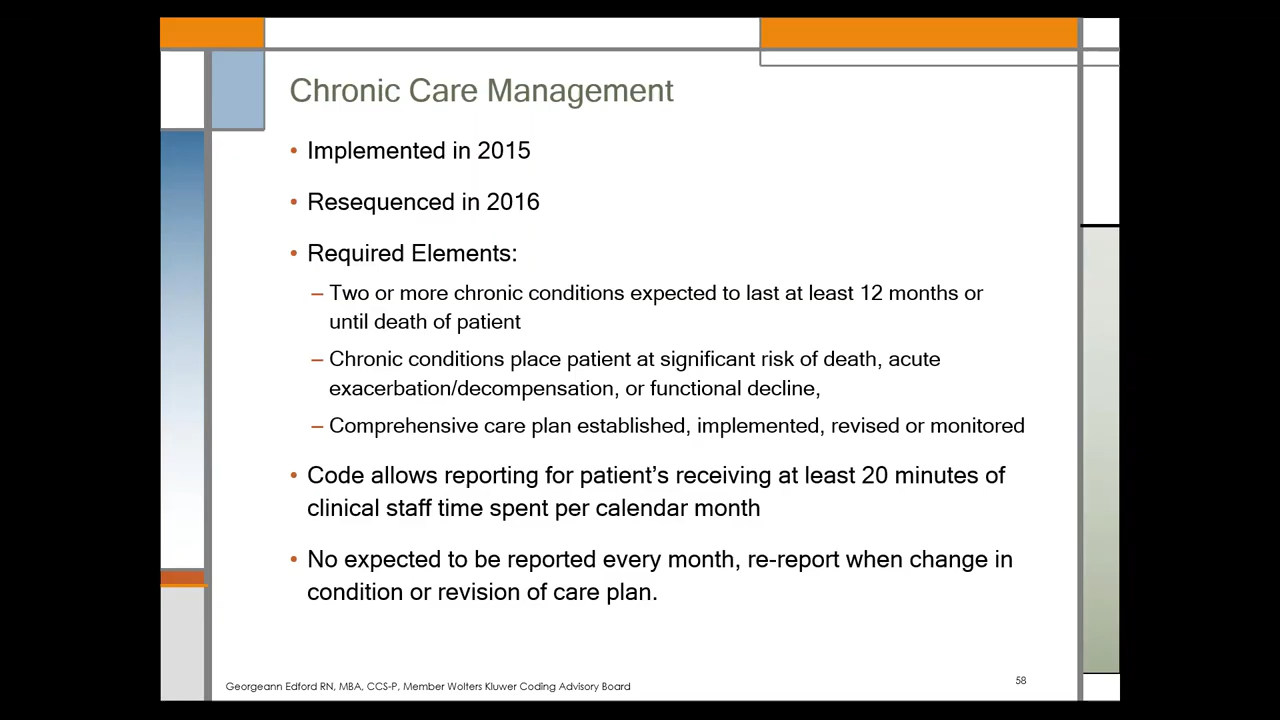 Chronic Care Management
• Implemented in 2015
• Resequenced in 2016
• Required Elements:
– Two or more chronic conditions expected to last at least 12 months or
until death of patient
– Chronic conditions place patient at significant risk of death, acute
exacerbation/decompensation, or functional decline,
– Comprehensive care plan established, implemented, revised or monitored
• Code allows reporting for patient’s receiving at least 20 minutes of
clinical staff time spent per calendar month
• No expected to be reported every month, re-report when change in
condition or revision of care plan.
Georgeann Edford RN, MBA, CCS-P, Member Wolters Kluwer Coding Advisory Board
58